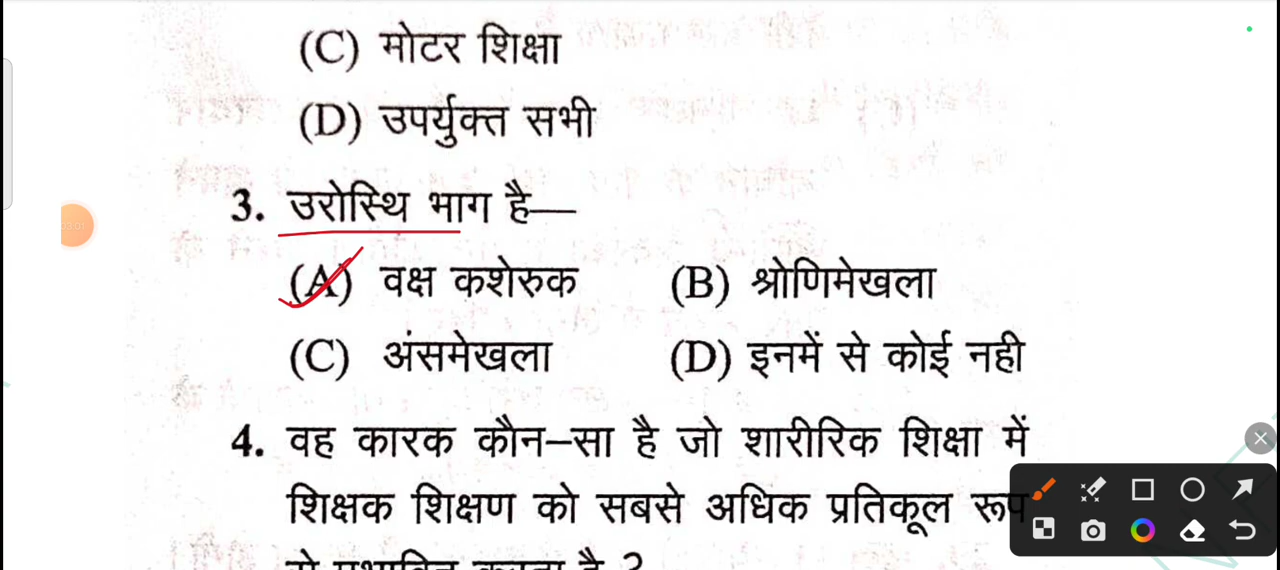 (C) मोटर शिक्षा
(D) उपर्युक्त सभी
3. उरोस्थि भाग है—
(A) वक्ष कशेरुक (B) श्रोणिमेखला
(C) अंसमेखला (D) इनमें से कोई नही
4. वह कारक कौन–सा है जो शारीरिक शिक्षा में
शिक्षक शिक्षण को सबसे अधिक प्रतिकूल रूप